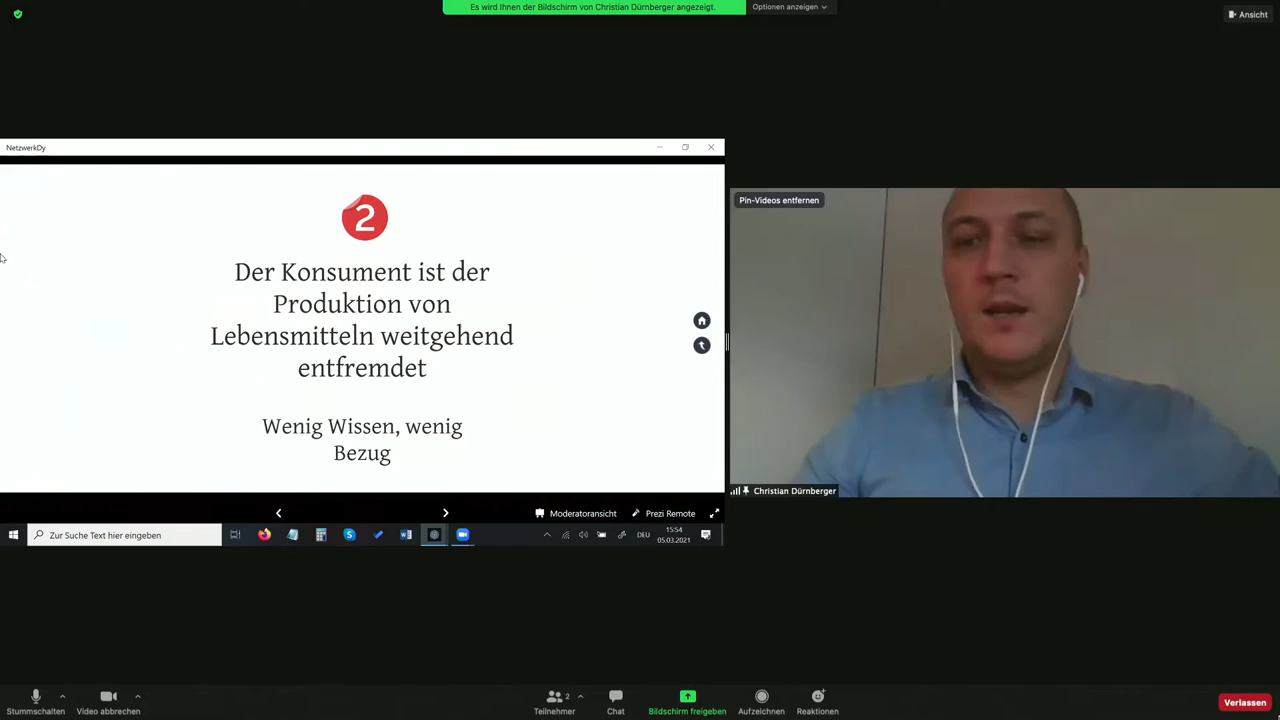 Es wird Ihnen der Bildschirm von Christian Dürnberger angezeigt.
Optionen anzeigen
Ansicht
NetzwerkDy
Pin-Videos entfernen
2
Der Konsument ist der
Produktion von
Lebensmitteln weitgehend
entfremdet
Wenig Wissen, wenig
Bezug
Christian Dürnberger
Moderatoransicht
Prezi Remote
Zur Suche Text hier eingeben
DEU
15:54
05.03.2021
Stummschalten
Video abbrechen
2
Teilnehmer
Chat
Bildschirm freigeben
Aufzeichnen
Reaktionen
Verlassen